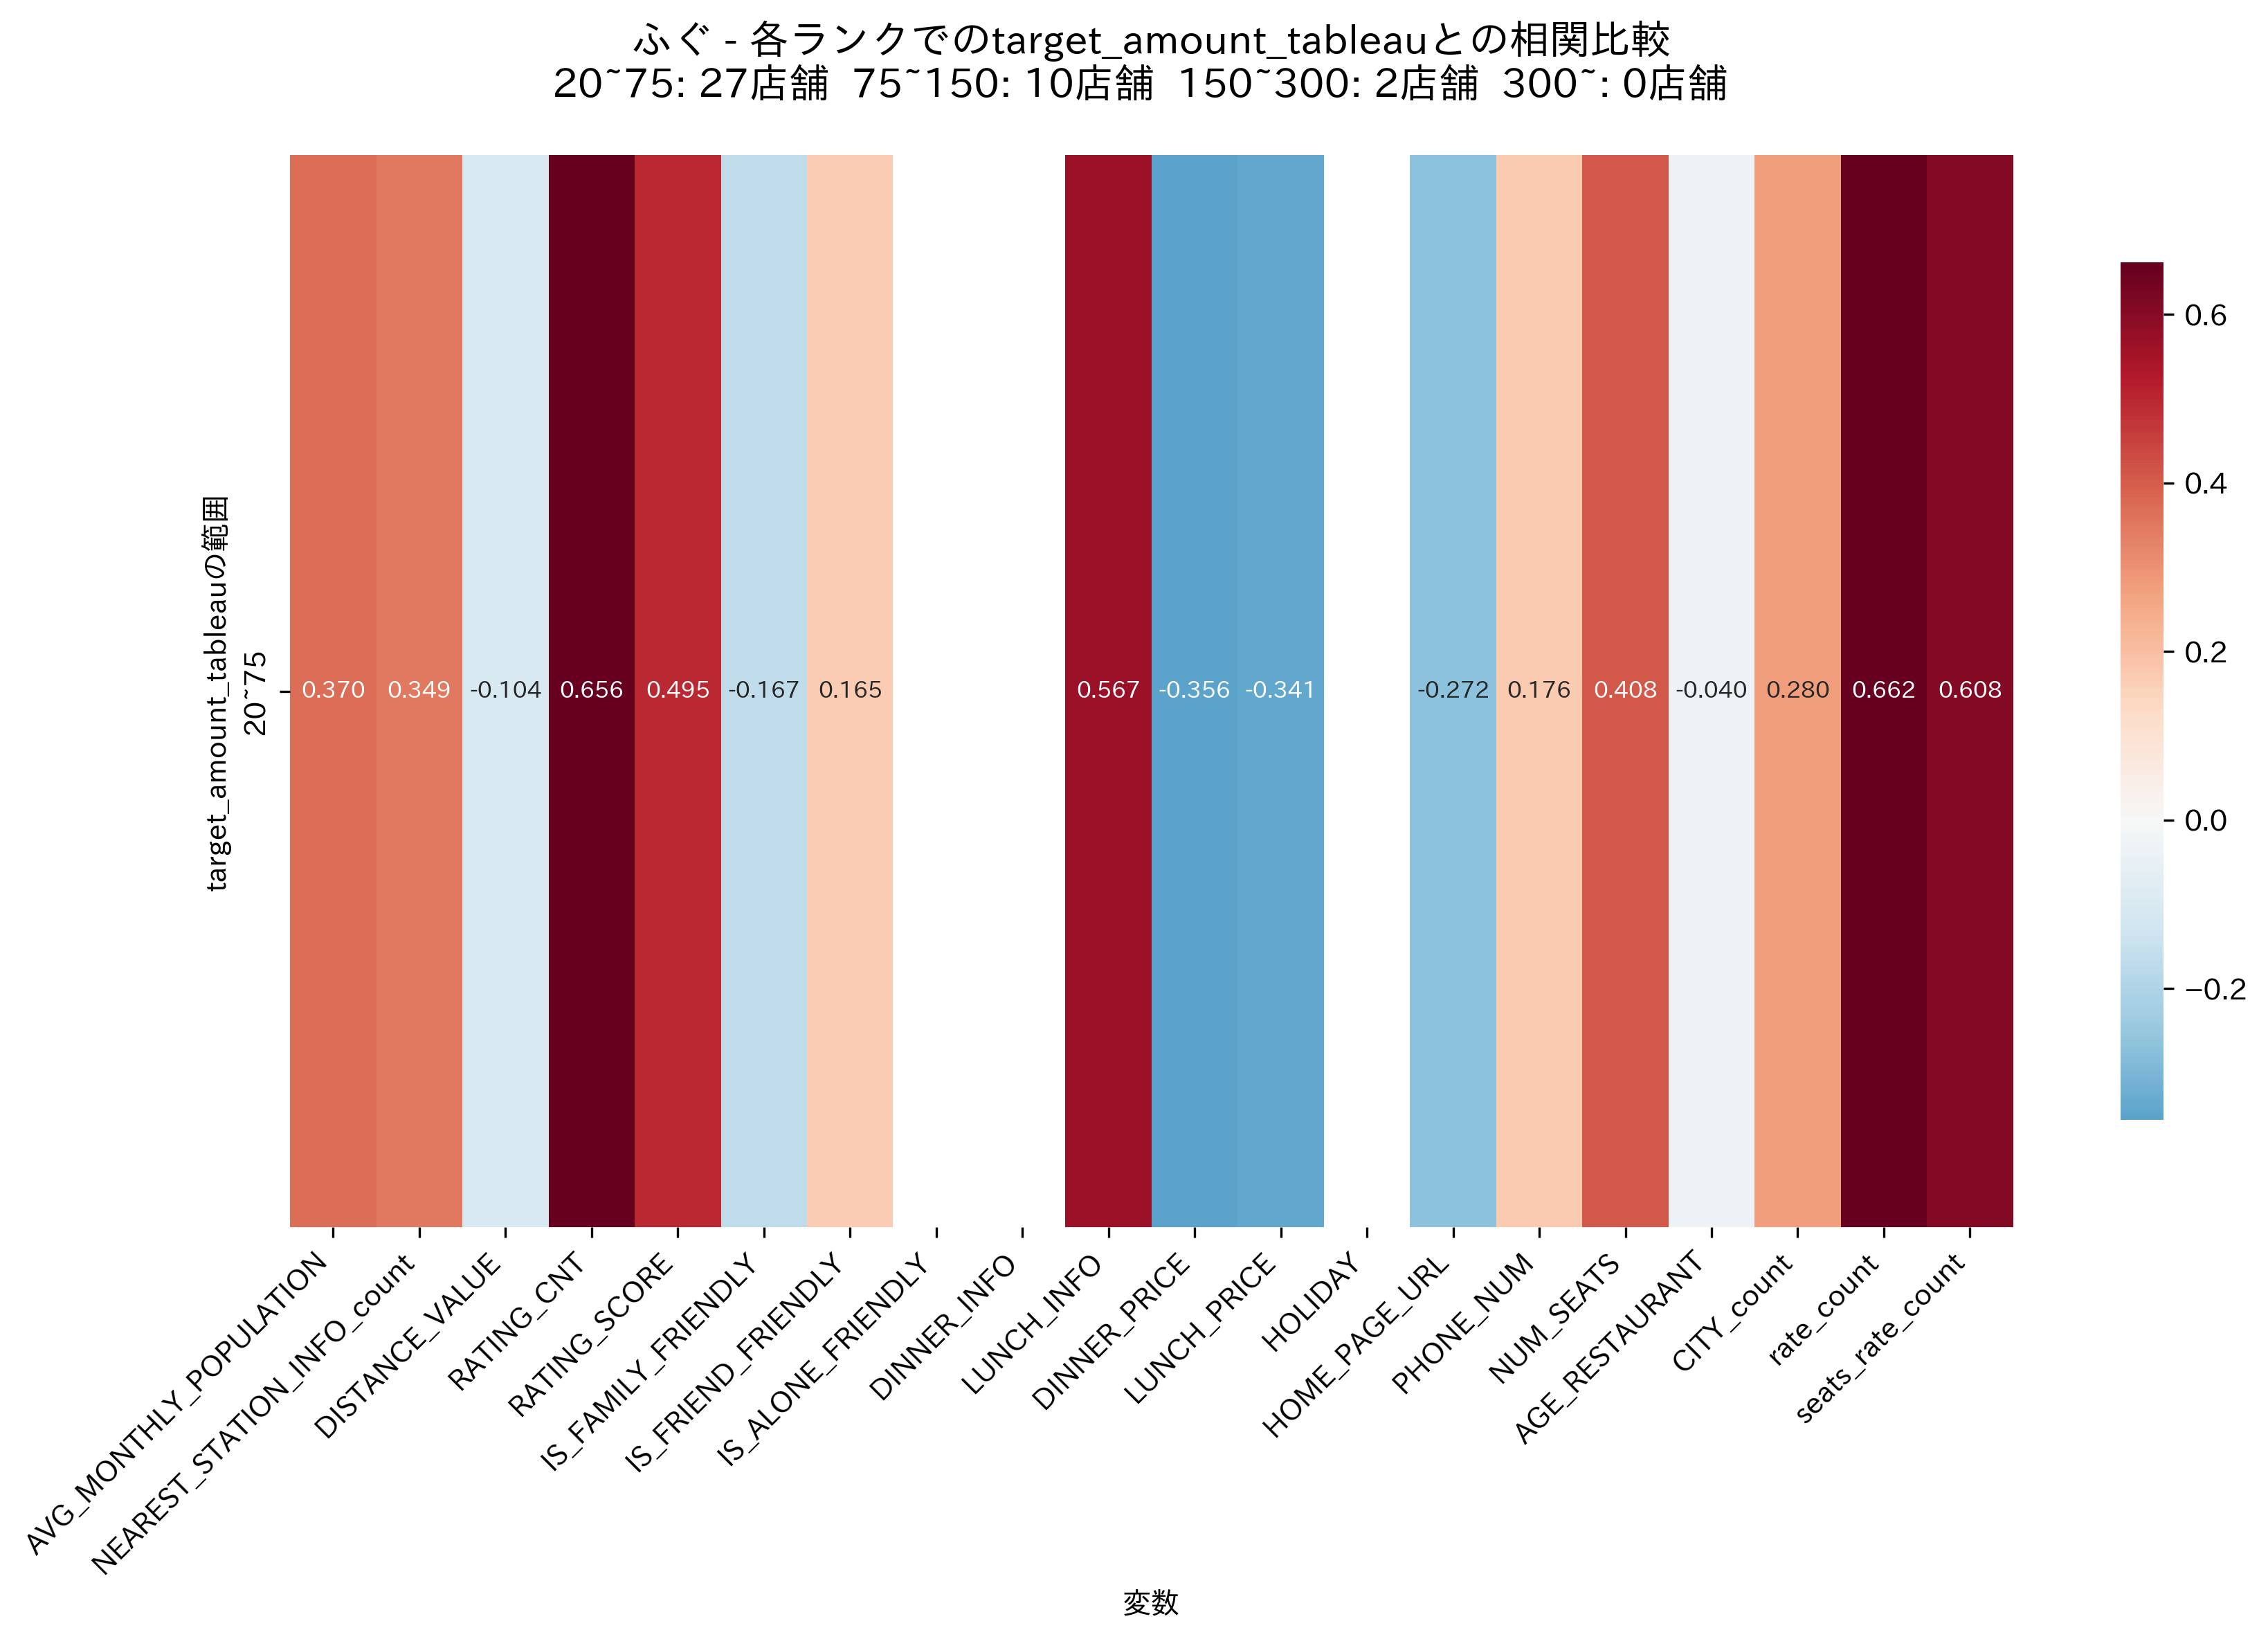 ふぐ - 各ランクでのtarget_amount_tableauとの相関比較
20~75: 27店舗  75~150: 10店舗  150~300: 2店舗  300~: 0店舗
target_amount_tableauの範囲
20~75
0.370
0.349
-0.104
0.656
0.495
-0.167
0.165
0.567
-0.356
-0.341
-0.272
0.176
0.408
-0.040
0.280
0.662
0.608
0.6
0.4
0.2
0.0
−0.2
AVG_MONTHLY_POPULATION
NEAREST_STATION_INFO_count
DISTANCE_VALUE
RATING_CNT
RATING_SCORE
IS_FAMILY_FRIENDLY
IS_FRIEND_FRIENDLY
IS_ALONE_FRIENDLY
DINNER_INFO
LUNCH_INFO
DINNER_PRICE
LUNCH_PRICE
HOLIDAY
HOME_PAGE_URL
PHONE_NUM
NUM_SEATS
AGE_RESTAURANT
CITY_count
rate_count
seats_rate_count
変数